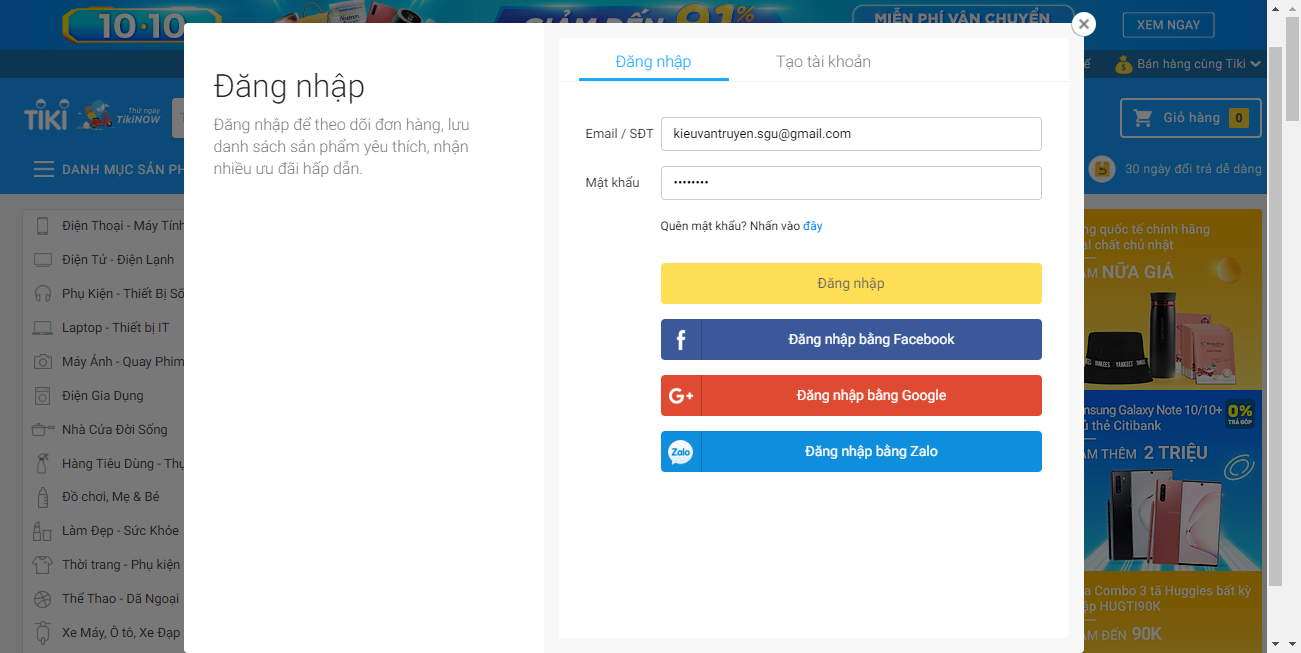 10.10
GIẢM ĐẾN 91%
MIỄN PHÍ VẬN CHUYỂN
XEM NGAY
Bán hàng cùng Tiki
TIKI
Thử ngay
TikiNOW
Giỏ hàng 0
DANH MỤC SẢN PH
30 ngày đổi trả dễ dàng
Đăng nhập
Đăng nhập để theo dõi đơn hàng, lưu
danh sách sản phẩm yêu thích, nhận
nhiều ưu đãi hấp dẫn.
Đăng nhập
Tạo tài khoản
Email / SĐT
kieuvantruyen.sgu@gmail.com
Mật khẩu
••••••••
Quên mật khẩu? Nhấn vào đây
Đăng nhập
Đăng nhập bằng Facebook
G+
Đăng nhập bằng Google
Zalo
Đăng nhập bằng Zalo
Điện Thoại - Máy Tính
Điện Tử - Điện Lạnh
Phụ Kiện - Thiết Bị Số
Laptop - Thiết bị IT
Máy Ảnh - Quay Phim
Điện Gia Dụng
Nhà Cửa Đời Sống
Hàng Tiêu Dùng - Thự
Đồ chơi, Mẹ & Bé
Làm Đẹp - Sức Khỏe
Thời trang - Phụ kiện
Thể Thao - Dã Ngoại
Xe Máy, Ô tô, Xe Đạp
ng quốc tế chính hãng
al chất chủ nhật
ẢM NỬA GIÁ
YANKEES
YANKEES
msung Galaxy Note 10/10+
ủ thẻ Citibank
0%
TRẢ GÓP
ẢM THÊM 2 TRIỆU
a Combo 3 tã Huggies bất kỳ
ập HUGTI90K
ẢM ĐẾN 90K